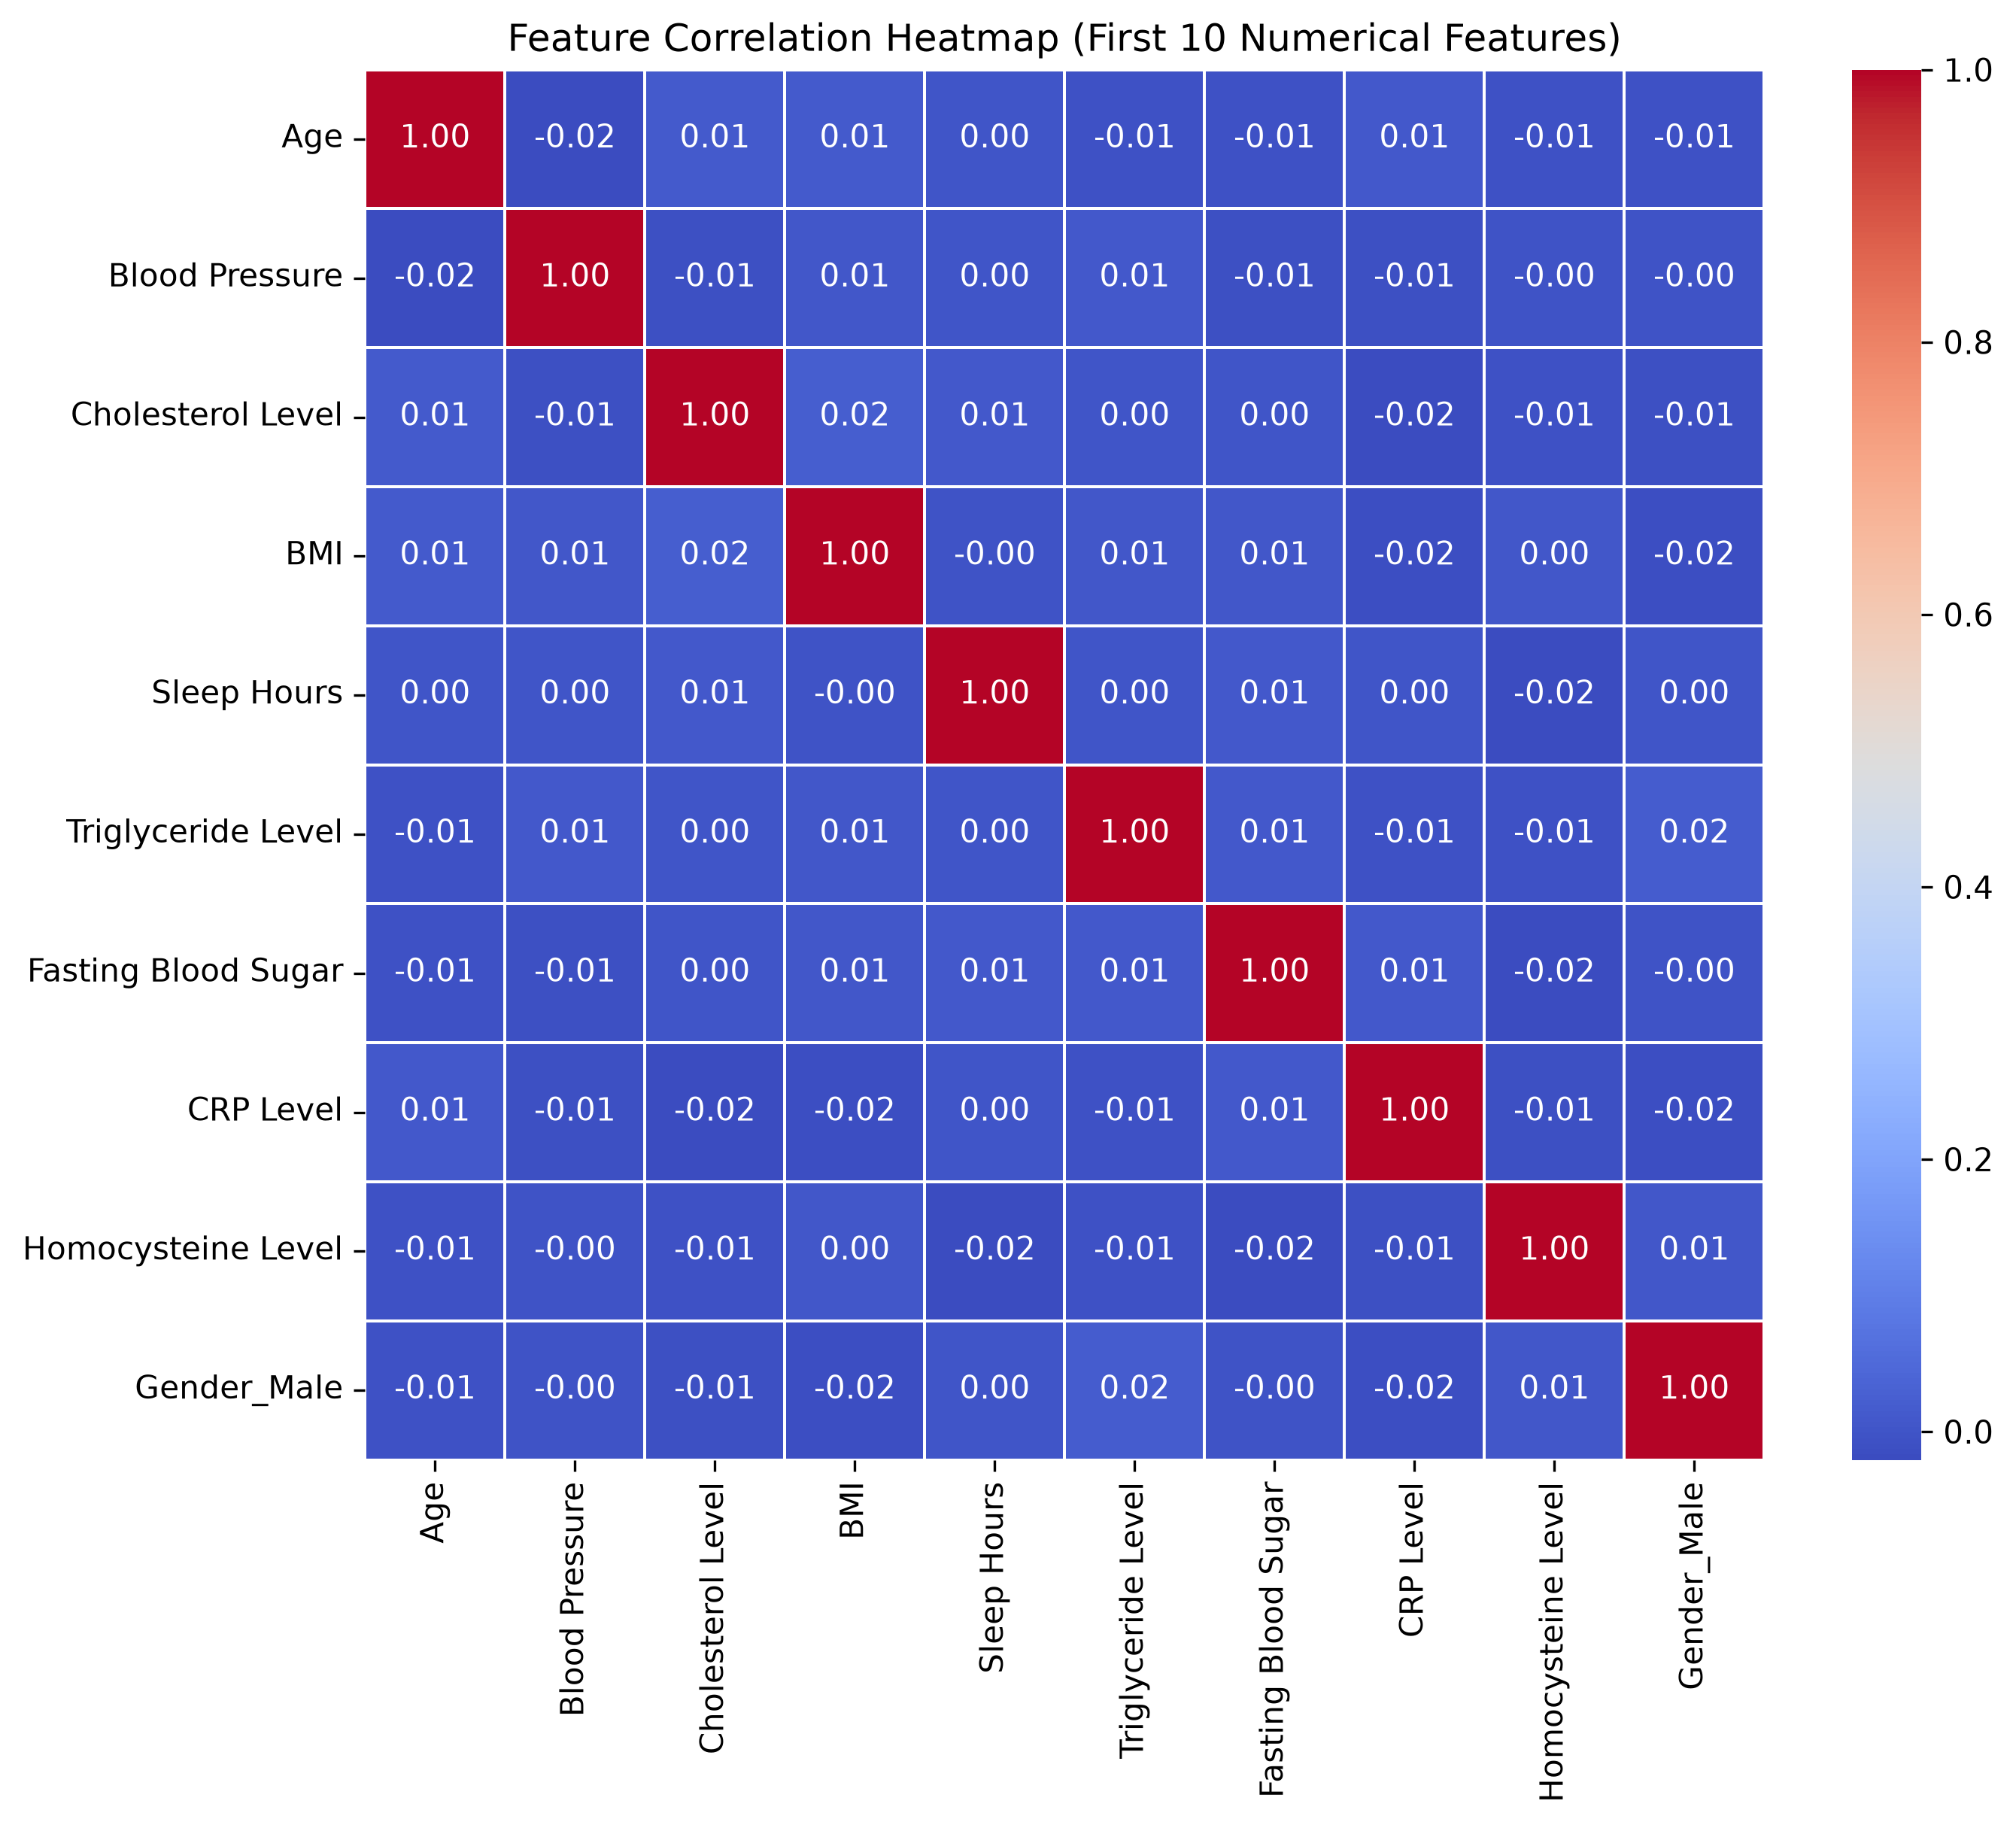 Feature Correlation Heatmap (First 10 Numerical Features)
Age 1.00 -0.02 0.01 0.01 0.00 -0.01 -0.01 0.01 -0.01 -0.01
Blood Pressure -0.02 1.00 -0.01 0.01 0.00 0.01 -0.01 -0.01 -0.00 -0.00
Cholesterol Level 0.01 -0.01 1.00 0.02 0.01 0.00 0.00 -0.02 -0.01 -0.01
BMI 0.01 0.01 0.02 1.00 -0.00 0.01 0.01 -0.02 0.00 -0.02
Sleep Hours 0.00 0.00 0.01 -0.00 1.00 0.00 0.01 0.00 -0.02 0.00
Triglyceride Level -0.01 0.01 0.00 0.01 0.00 1.00 0.01 -0.01 -0.01 0.02
Fasting Blood Sugar -0.01 -0.01 0.00 0.01 0.01 0.01 1.00 0.01 -0.02 -0.00
CRP Level 0.01 -0.01 -0.02 -0.02 0.00 -0.01 0.01 1.00 -0.01 -0.02
Homocysteine Level -0.01 -0.00 -0.01 0.00 -0.02 -0.01 -0.02 -0.01 1.00 0.01
Gender_Male -0.01 -0.00 -0.01 -0.02 0.00 0.02 -0.00 -0.02 0.01 1.00
Age
Blood Pressure
Cholesterol Level
BMI
Sleep Hours
Triglyceride Level
Fasting Blood Sugar
CRP Level
Homocysteine Level
Gender_Male
1.0
0.8
0.6
0.4
0.2
0.0